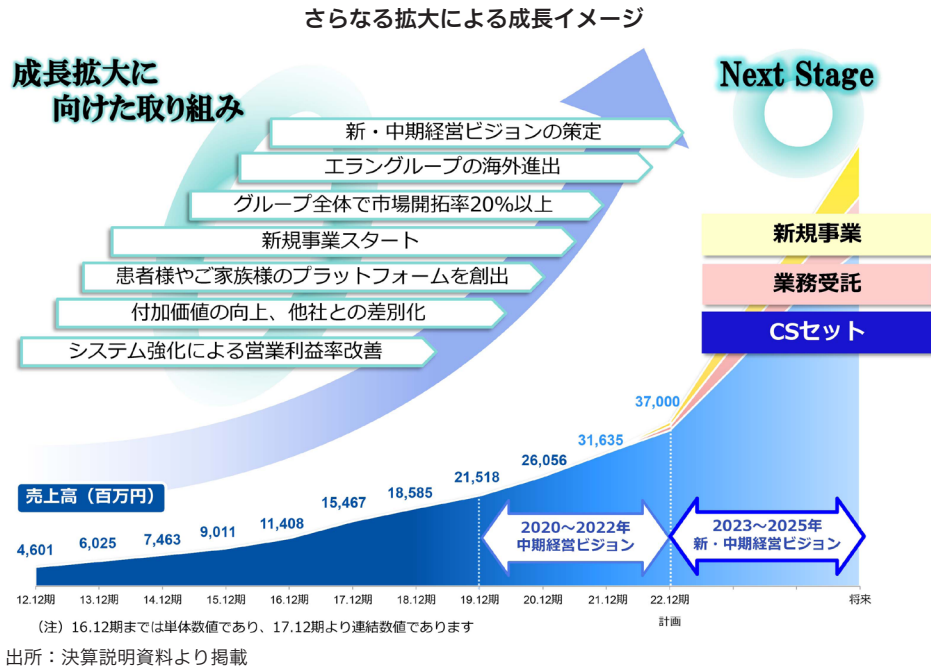 さらなる拡大による成長イメージ
成長拡大に
向けた取り組み
Next Stage
新・中期経営ビジョンの策定
エラングループの海外進出
グループ全体で市場開拓率20%以上
新規事業スタート
患者様やご家族様のプラットフォームを創出
付加価値の向上、他社との差別化
システム強化による営業利益率改善
新規事業
業務受託
CSセット
売上高（百万円）
4,601
6,025
7,463
9,011
11,408
15,467
18,585
21,518
26,056
31,635
37,000
2020～2022年
中期経営ビジョン
2023～2025年
新・中期経営ビジョン
12.12期
13.12期
14.12期
15.12期
16.12期
17.12期
18.12期
19.12期
20.12期
21.12期
22.12期
計画
将来
（注）16.12期までは単体数値であり、17.12期より連結数値であります
出所：決算説明資料より掲載